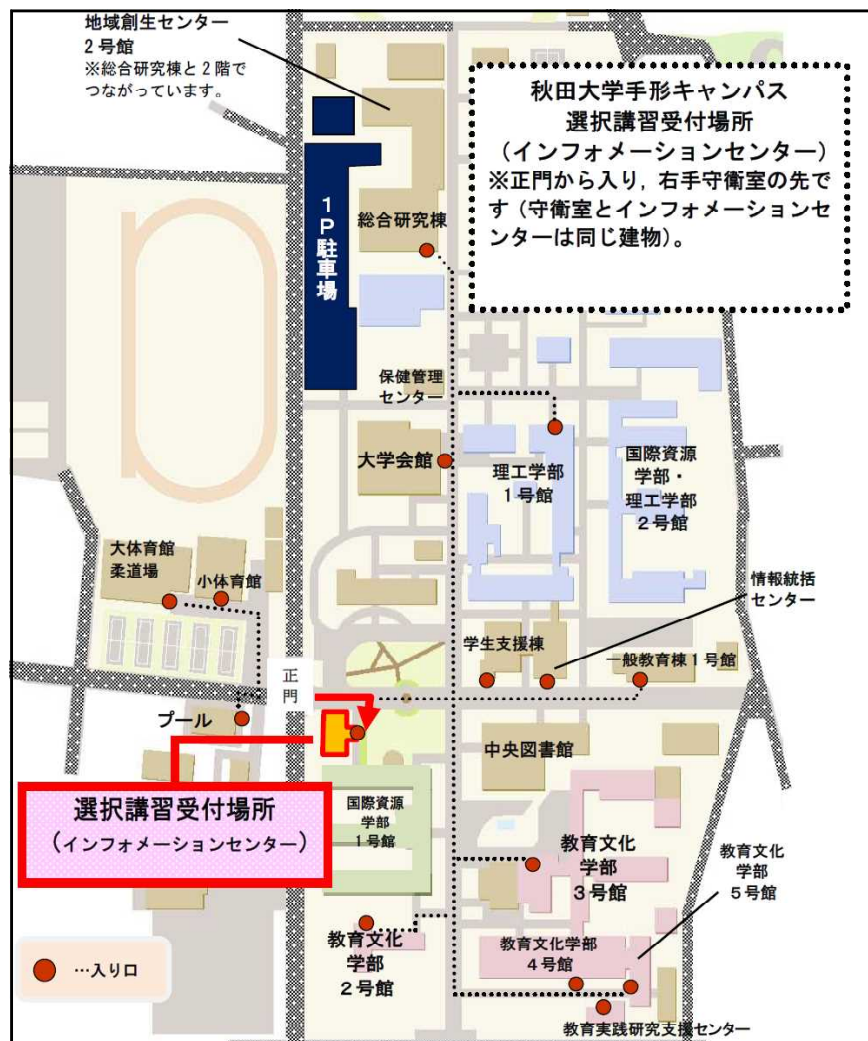 地域創生センター
2号館
※総合研究棟と2階で
つながっています。
秋田大学手形キャンパス
選択講習受付場所
（インフォメーションセンター）
※正門から入り，右手守衛室の先で
す（守衛室とインフォメーションセ
ンターは同じ建物）。
1P駐車場
総合研究棟
保健管理
センター
大学会館
理工学部
1号館
国際資源
学部・
理工学部
2号館
大体育館
柔道場
小体育館
情報統括
センター
学生支援棟
一般教育棟1号館
正門
プール
中央図書館
選択講習受付場所
（インフォメーションセンター）
国際資源
学部
1号館
教育文化
学部
3号館
教育文化
学部
5号館
教育文化
学部
2号館
教育文化学部
4号館
…入り口
教育実践研究支援センター